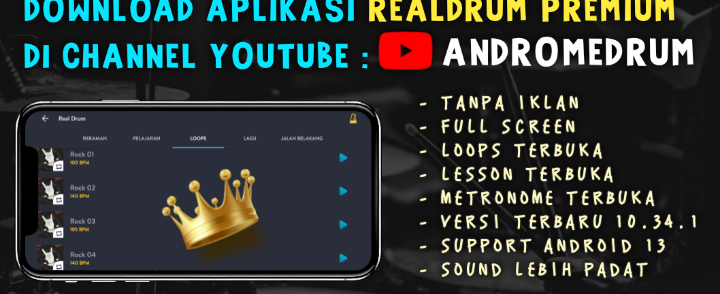 DOWNLOAD APLIKASI REALDRUM PREMIUM
DI CHANNEL YOUTUBE : ANDROMEDRUM
- TANPA IKLAN
- FULL SCREEN
- LOOPS TERBUKA
- LESSON TERBUKA
- METRONOME TERBUKA
- VERSI TERBARU 10.34.1
- SUPPORT ANDROID 13
- SOUND LEBIH PADAT
Real Drum
REKAMAN PELAJARAN LOOPS LAGU JALAN BELAKANG
Rock 01
100 BPM
Rock 02
140 BPM
Rock 03
165 BPM
Rock 04
140 BPM